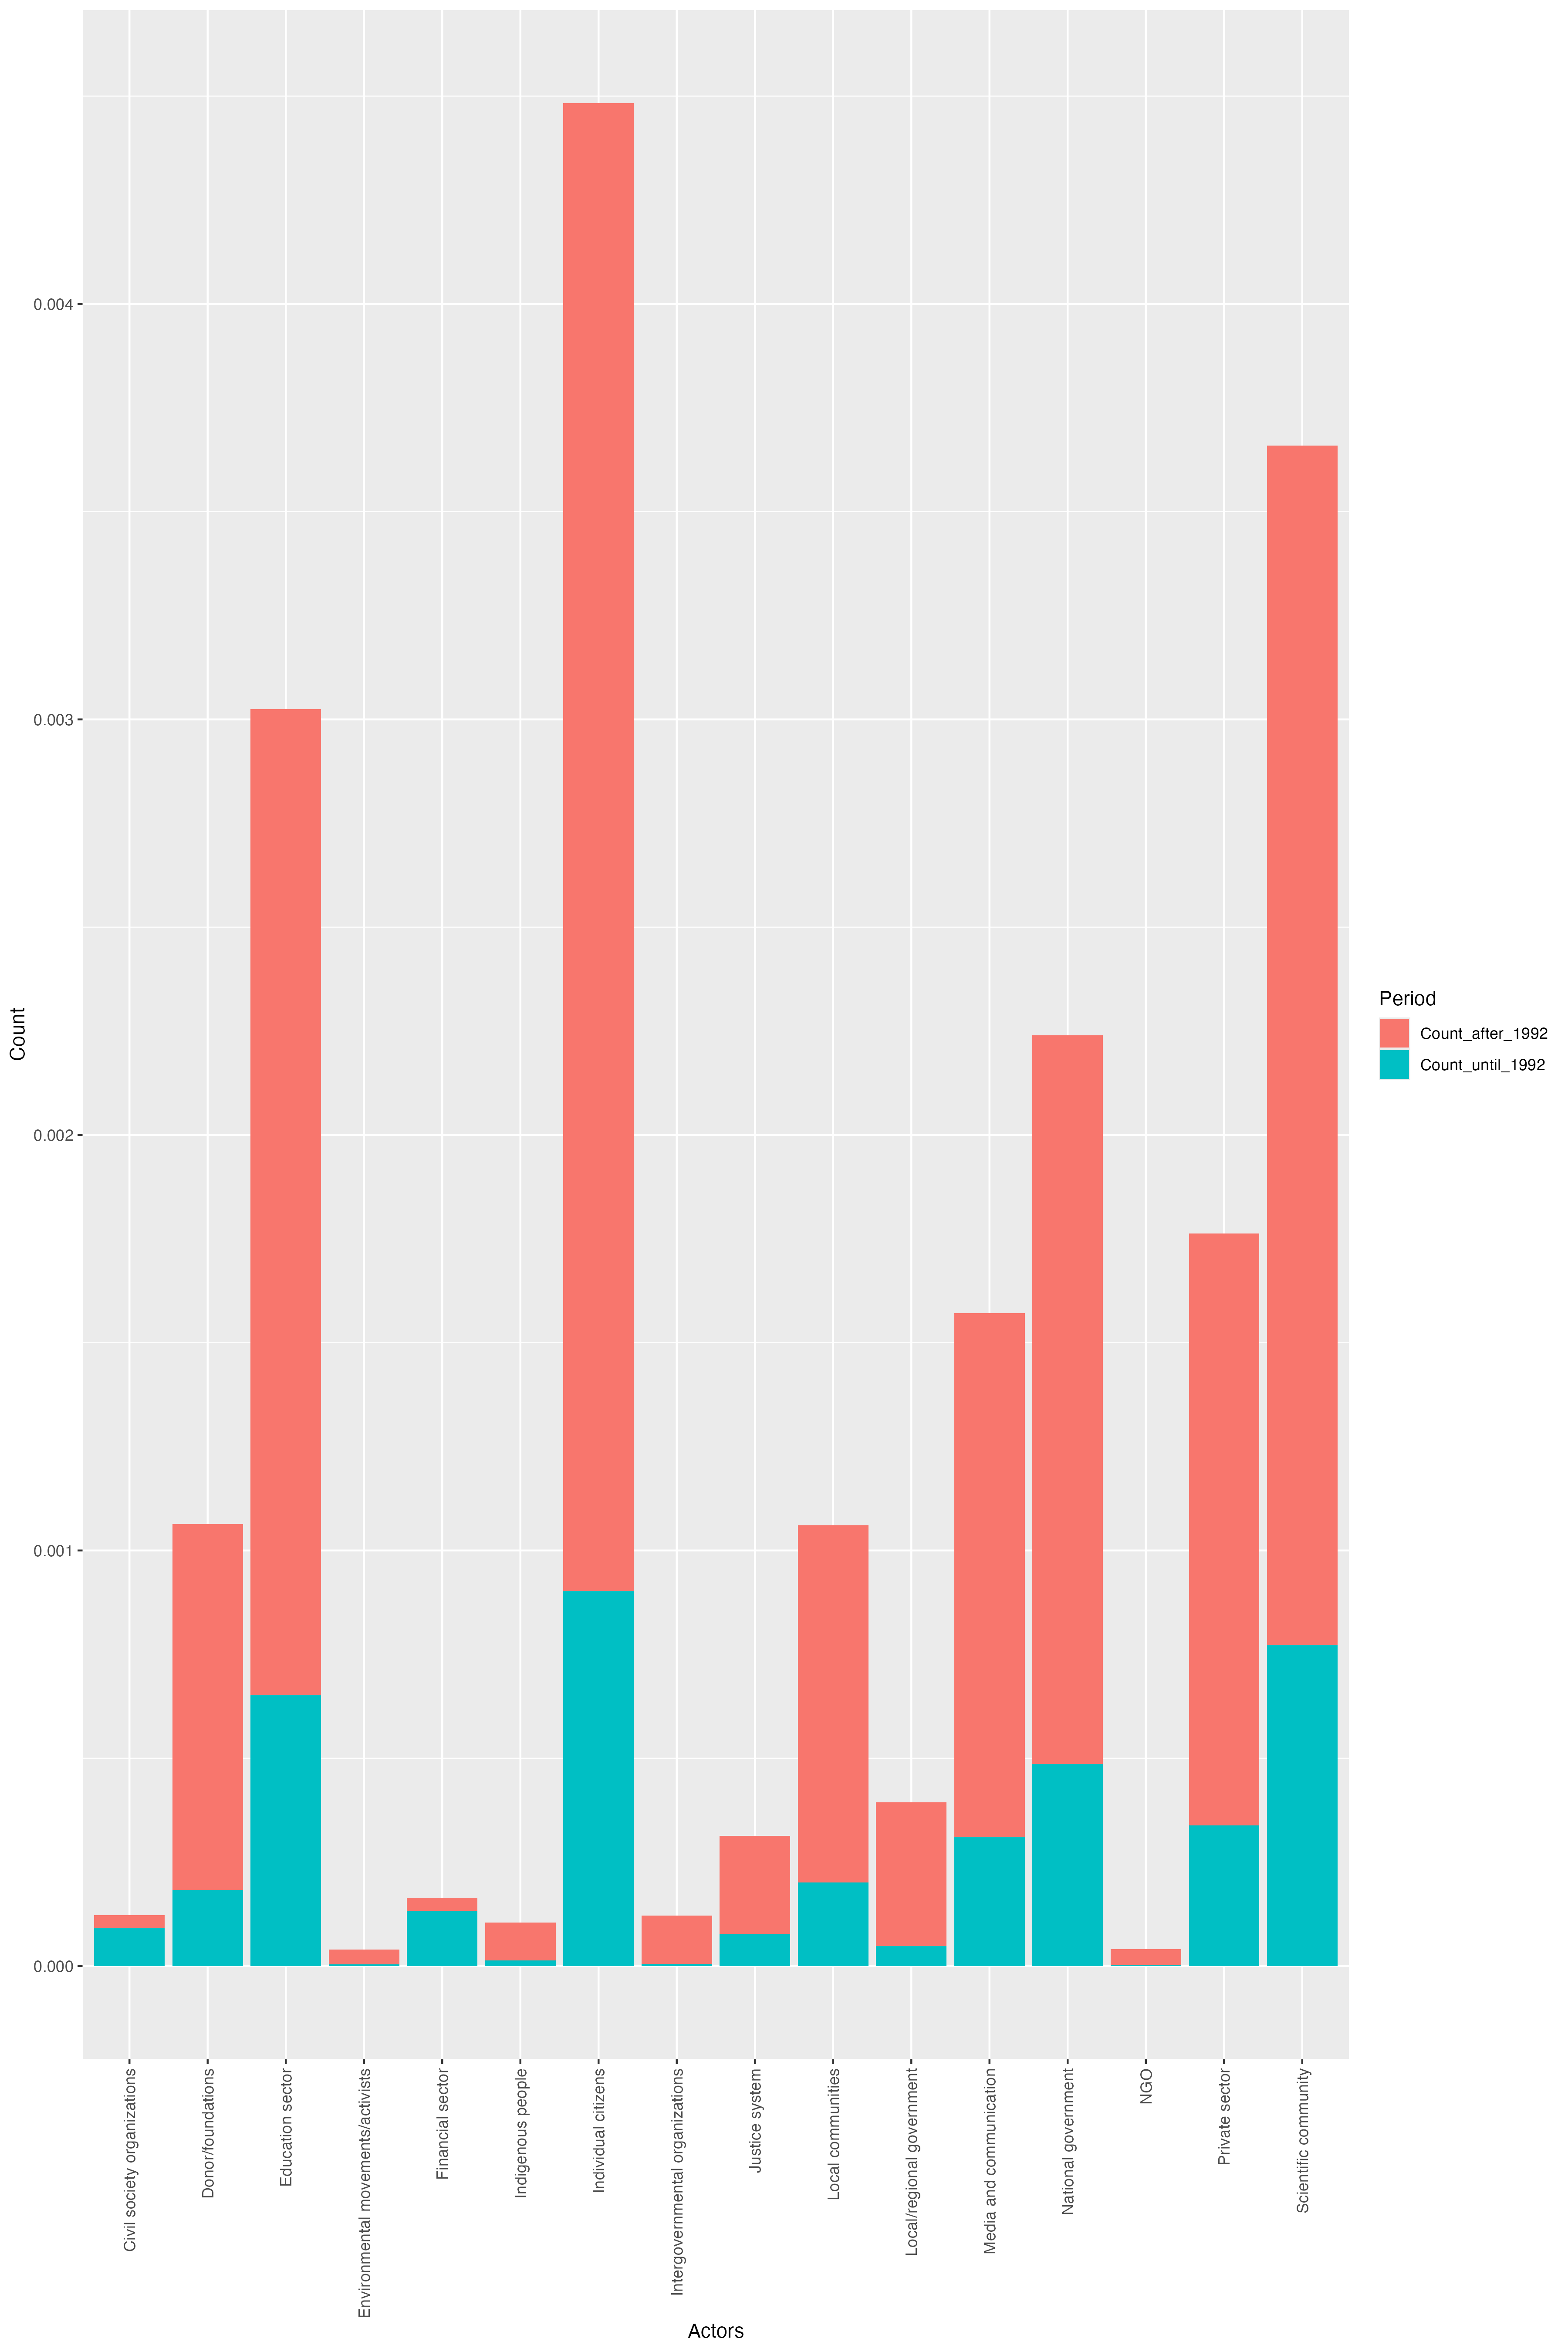 0.004
0.003
0.002
0.001
0.000
Count
Civil society organizations
Donor/foundations
Education sector
Environmental movements/activists
Financial sector
Indigenous people
Individual citizens
Intergovernmental organizations
Justice system
Local communities
Local/regional government
Media and communication
National government
NGO
Private sector
Scientific community
Actors
Period
Count_after_1992
Count_until_1992